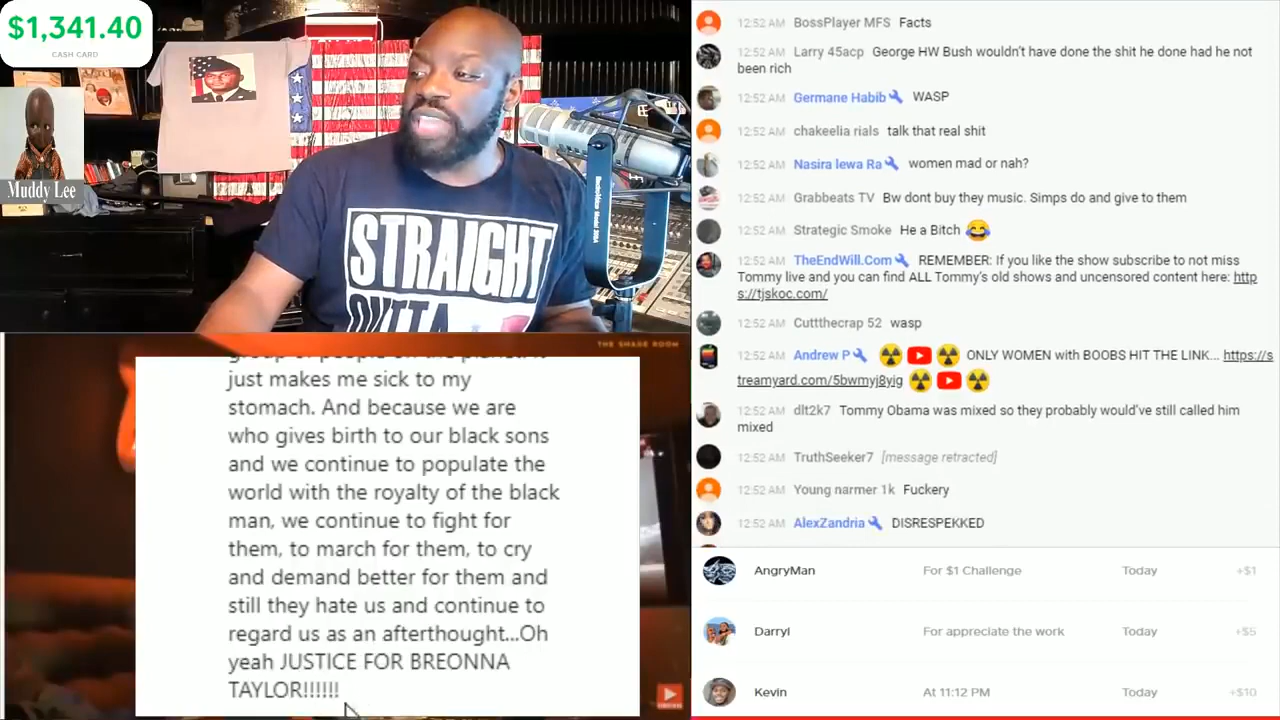 $1,341.40
CASH CARD
Muddy Lee
STRAIGHT
OUTTA
THE SHADE ROOM
just makes me sick to my
stomach. And because we are
who gives birth to our black sons
and we continue to populate the
world with the royalty of the black
man, we continue to fight for
them, to march for them, to cry
and demand better for them and
still they hate us and continue to
regard us as an afterthought...Oh
yeah JUSTICE FOR BREONNA
TAYLOR!!!!!!
12:52 AM BossPlayer MFS Facts
12:52 AM Larry 45acp George HW Bush wouldn't have done the shit he done had he not
been rich
12:52 AM Germane Habib WASP
12:52 AM chakeelia rials talk that real shit
12:52 AM Nasira lewa Ra women mad or nah?
12:52 AM Grabbeats TV Bw dont buy they music. Simps do and give to them
12:52 AM Strategic Smoke He a Bitch 😂
12:52 AM TheEndWill.Com REMEMBER: If you like the show subscribe to not miss
Tommy live and you can find ALL Tommy's old shows and uncensored content here: http
s://tjskoc.com/
12:52 AM Cuttthecrap 52 wasp
12:52 AM Andrew P ☢️ ▶️ ☢️ ONLY WOMEN with BOOBS HIT THE LINK... https://s
treamyard.com/5bwmyj8yig ☢️ ▶️ ☢️
12:52 AM dlt2k7 Tommy Obama was mixed so they probably would've still called him
mixed
12:52 AM TruthSeeker7 [message retracted]
12:52 AM Young narmer 1k Fuckery
12:52 AM AlexZandria DISRESPEKKED
AngryMan For $1 Challenge Today +$1
Darryl For appreciate the work Today +$5
Kevin At 11:12 PM Today +$10